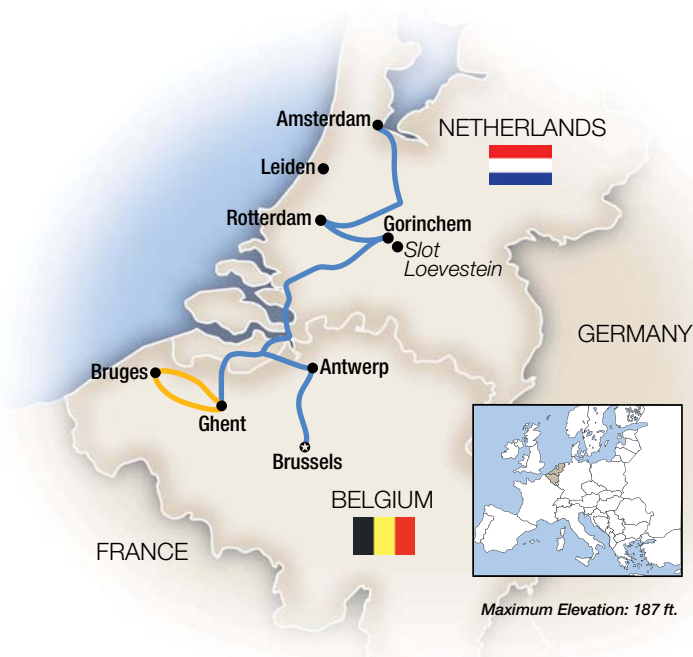 Amsterdam
NETHERLANDS
Leiden
Rotterdam
Gorinchem
Slot
Loevestein
GERMANY
Bruges
Antwerp
Ghent
Brussels
BELGIUM
FRANCE
Maximum Elevation: 187 ft.